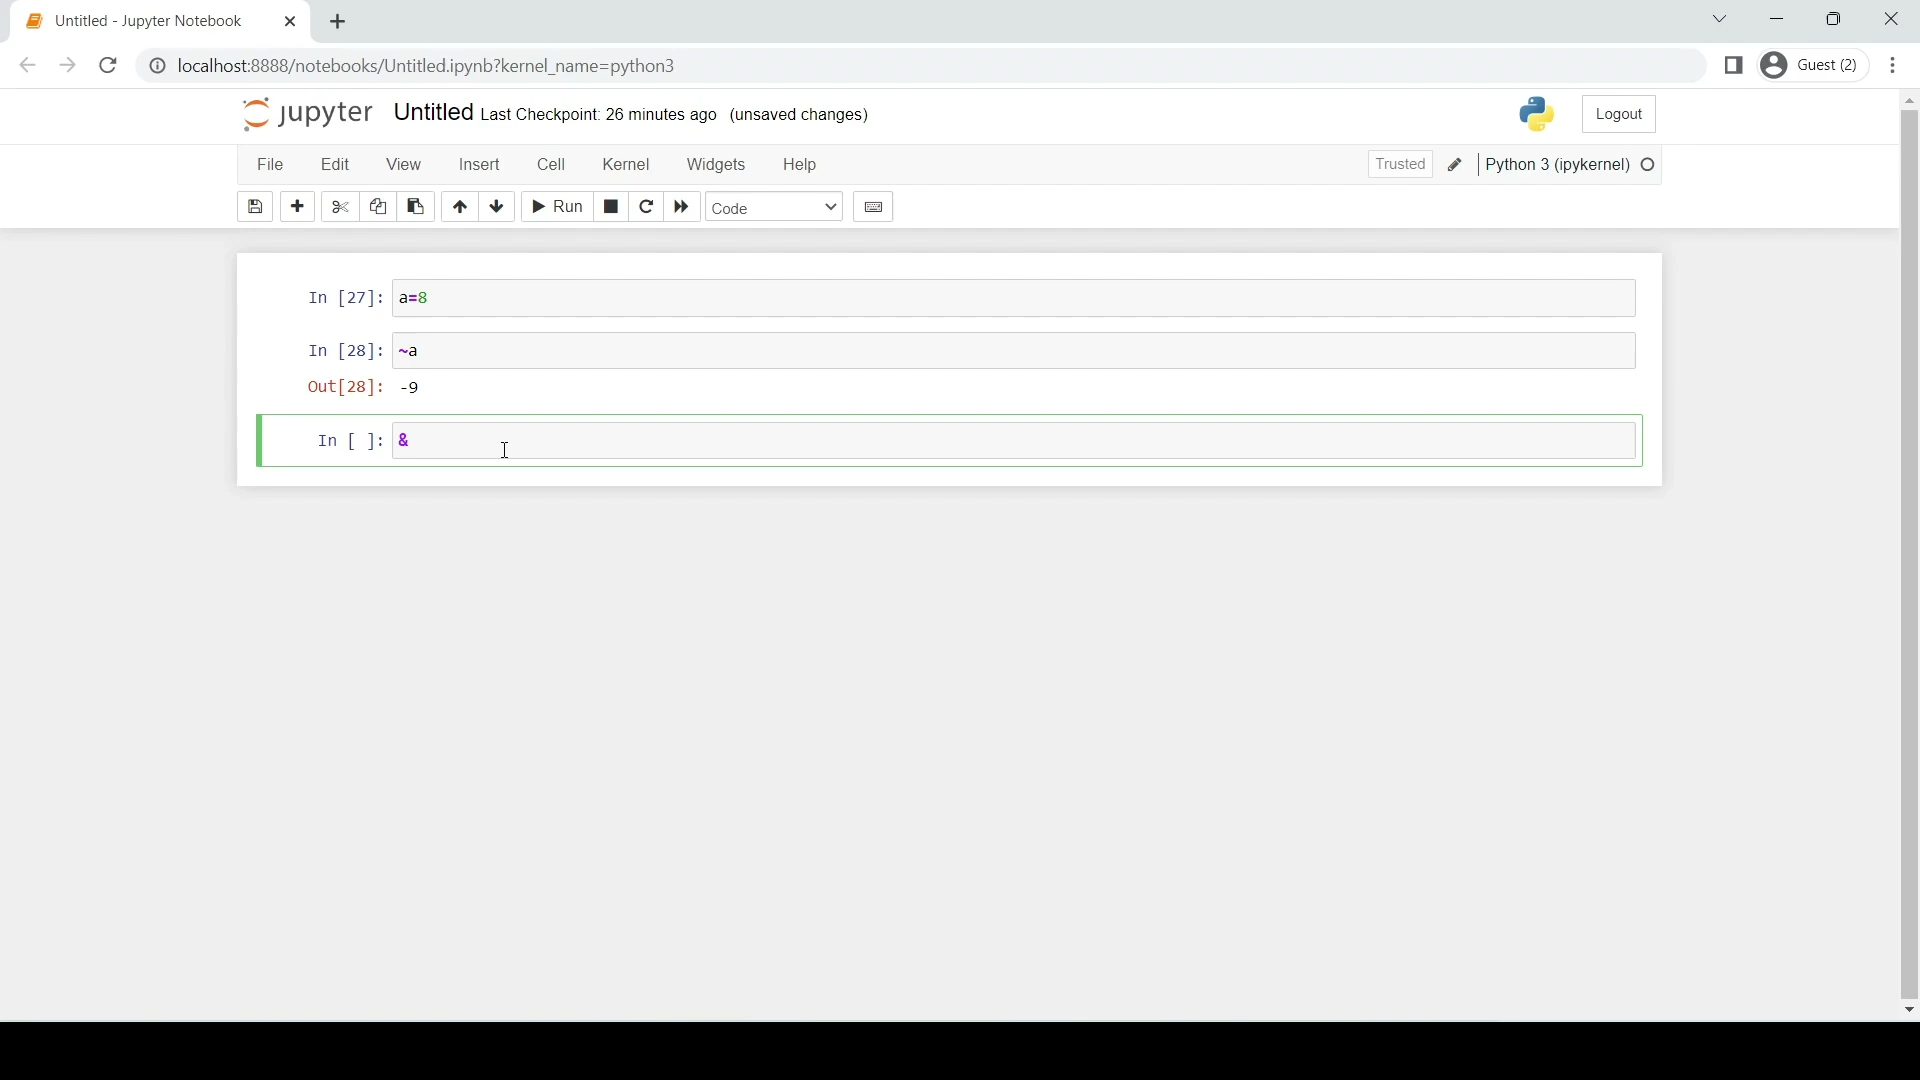 Untitled - Jupyter Notebook
localhost:8888/notebooks/Untitled.ipynb?kernel_name=python3
Guest (2)
jupyter Untitled Last Checkpoint: 26 minutes ago (unsaved changes)
Logout
File Edit View Insert Cell Kernel Widgets Help
Trusted Python 3 (ipykernel)
Run Code
In [27]: a=8
In [28]: ~a
Out[28]: -9
In [ ]: &